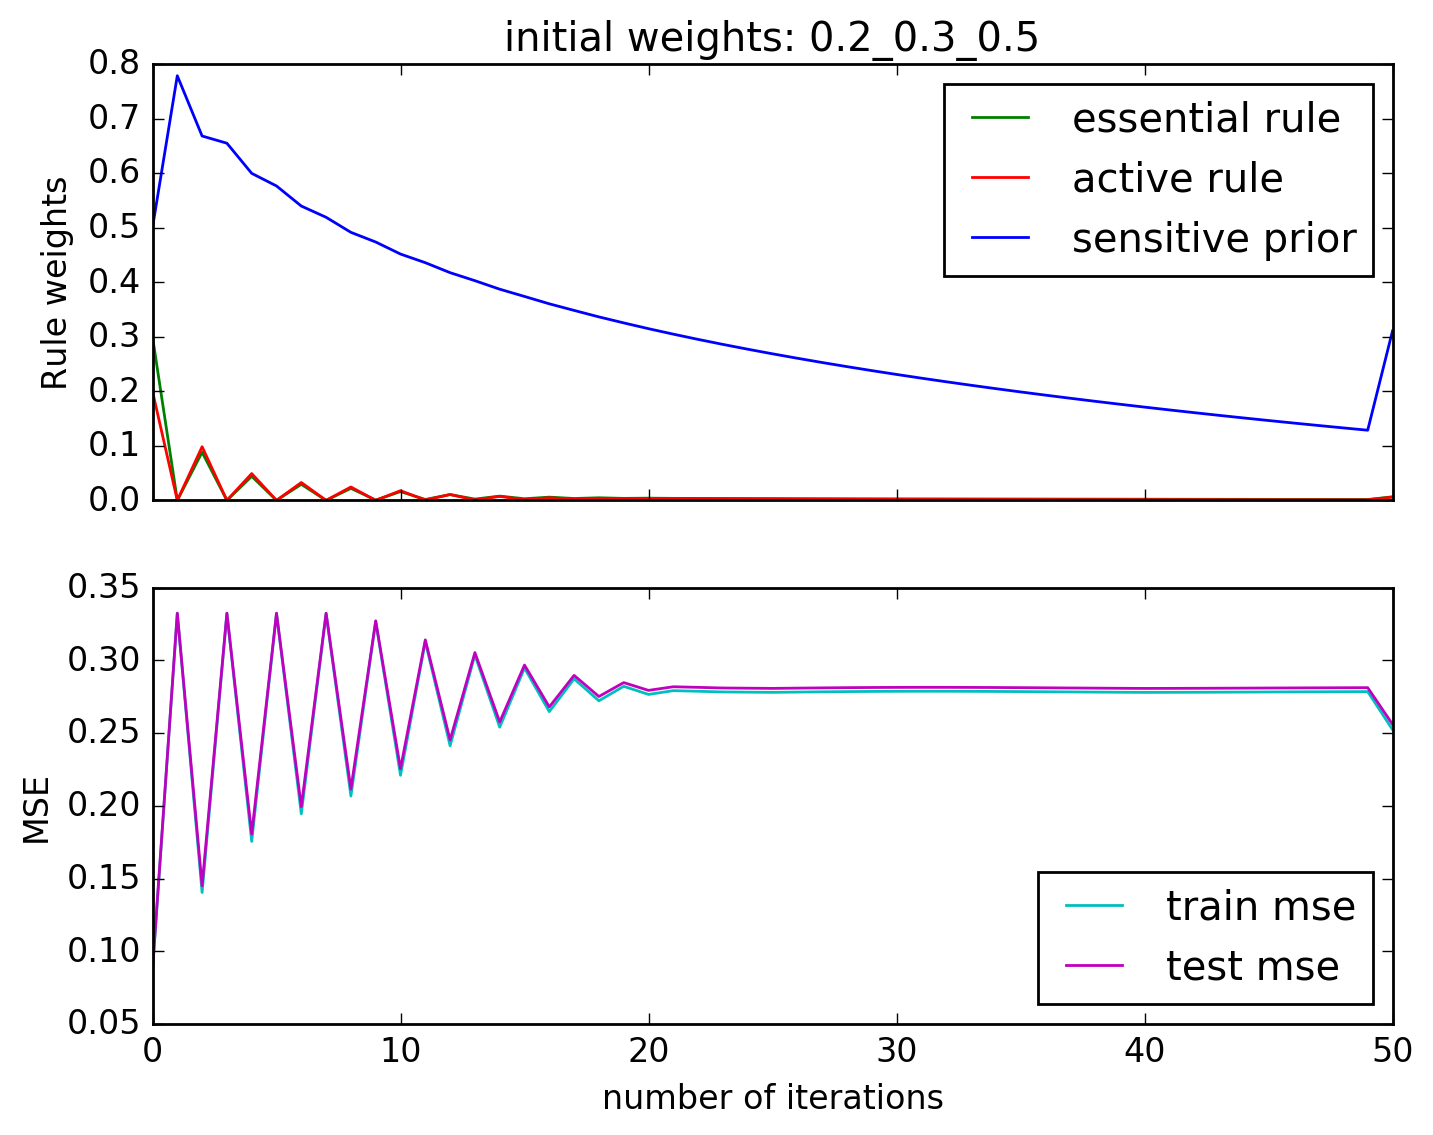 initial weights: 0.2_0.3_0.5
0.8
0.7
0.6
0.5
0.4
0.3
0.2
0.1
0.0
Rule weights
essential rule
active rule
sensitive prior
0.35
0.30
0.25
0.20
0.15
0.10
0.05
MSE
train mse
test mse
0 10 20 30 40 50
number of iterations